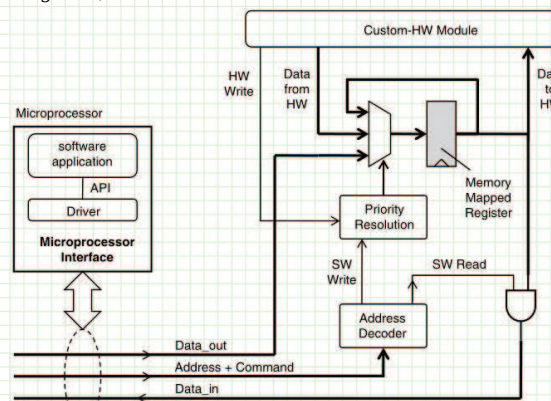 Custom-HW Module
HW
Write
Data
from
HW
Microprocessor
software
application
API
Driver
Microprocessor
Interface
Memory
Mapped
Register
Priority
Resolution
SW
Write
SW Read
Address
Decoder
Data_out
Address + Command
Data_in